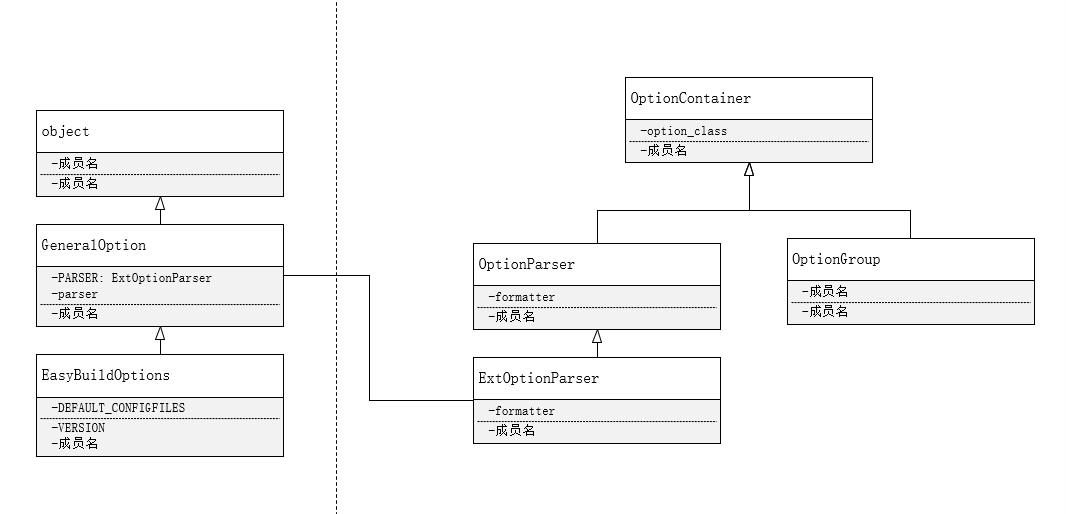 object
-成员名
-成员名
GeneralOption
-PARSER: ExtOptionParser
-parser
-成员名
EasyBuildOptions
-DEFAULT_CONFIGFILES
-VERSION
-成员名
OptionContainer
-option_class
-成员名
OptionParser
-formatter
-成员名
OptionGroup
-成员名
-成员名
ExtOptionParser
-formatter
-成员名